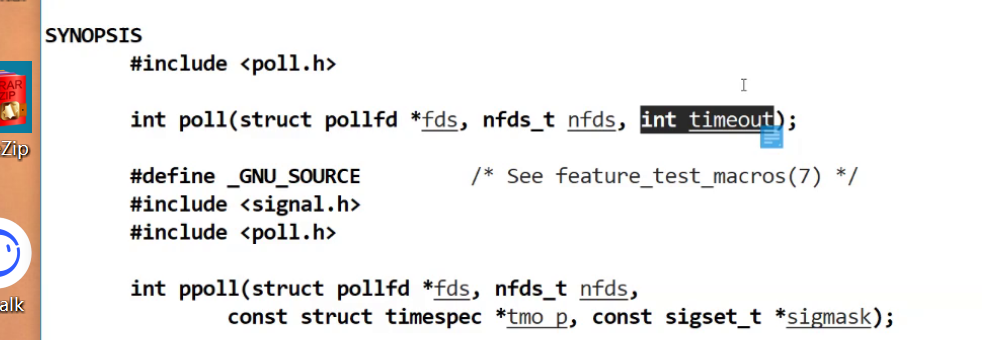 SYNOPSIS
#include <poll.h>
int poll(struct pollfd *fds, nfds_t nfds, int timeout);
#define _GNU_SOURCE /* See feature_test_macros(7) */
#include <signal.h>
#include <poll.h>
int ppoll(struct pollfd *fds, nfds_t nfds,
const struct timespec *tmo_p, const sigset_t *sigmask);
RAR
ZIP
Zip
alk